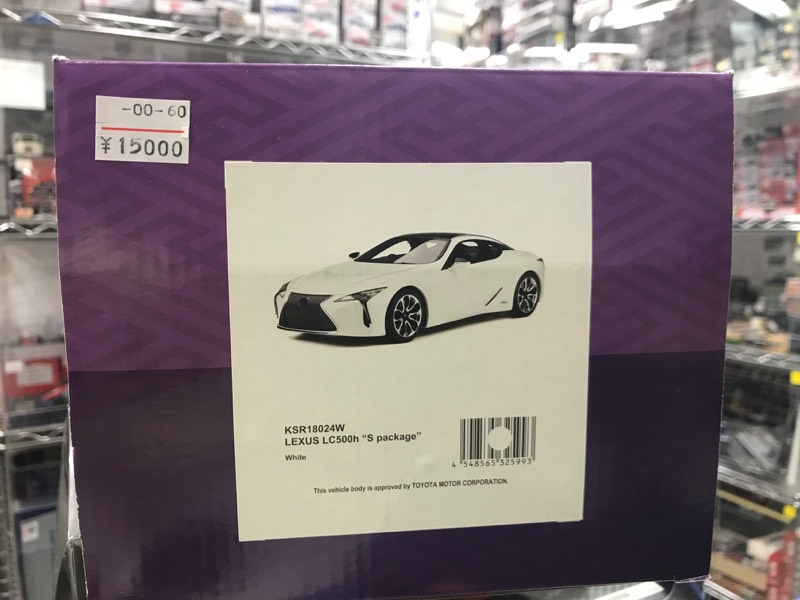 -00-60
¥15000
KSR18024W
LEXUS LC500h “S package”
White
4 548565 325993
This vehicle body is approved by TOYOTA MOTOR CORPORATION.